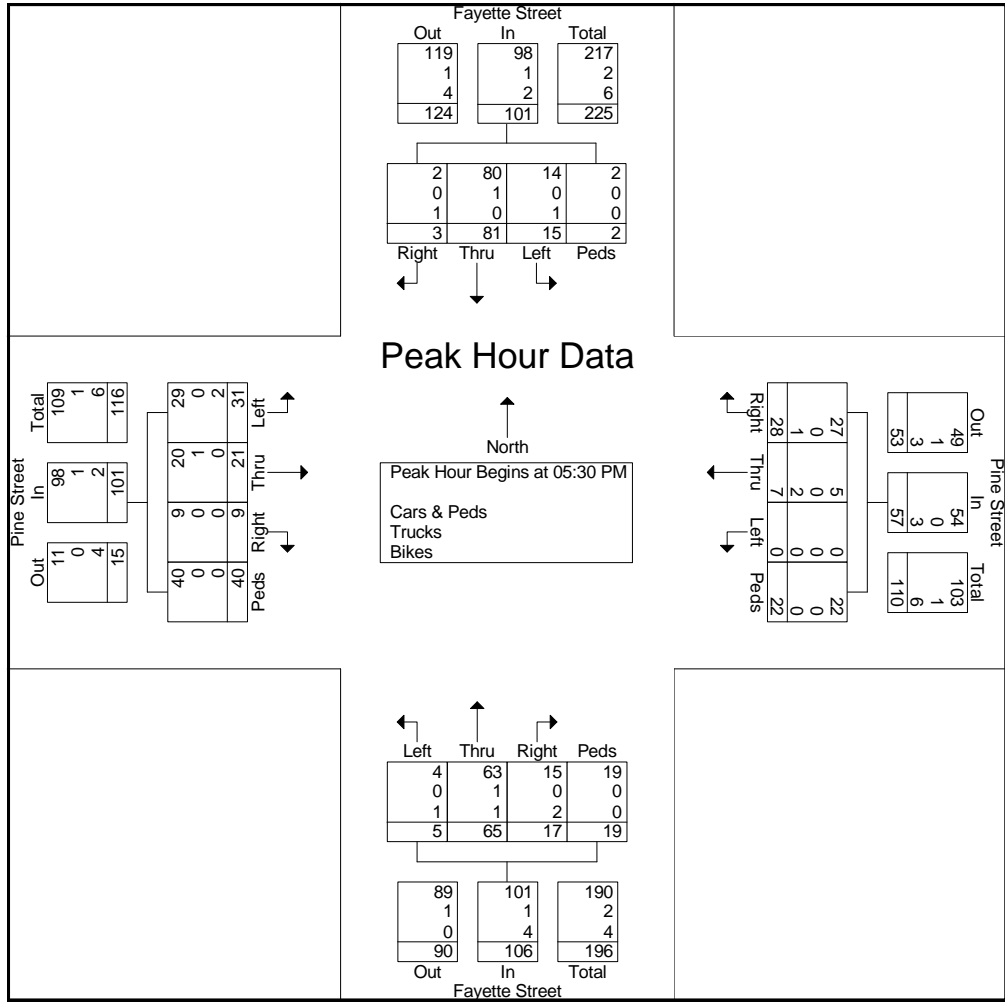 Fayette Street
Out In Total
119 98 217
1 1 2
4 2 6
124 101 225
2 80 14 2
0 1 0 0
1 0 1 0
3 81 15 2
Right Thru Left Peds
Peak Hour Data
North
Peak Hour Begins at 05:30 PM
Cars & Peds
Trucks
Bikes
Pine Street
Out In Total
11 98 109
0 1 1
4 2 6
15 101 116
40 9 20 29
0 0 1 0
0 0 0 2
40 9 21 31
Peds Right Thru Left
Pine Street
Out In Total
49 54 103
1 0 1
3 3 6
53 57 110
27 5 0 22
0 0 0 0
1 2 0 0
28 7 0 22
Right Thru Left Peds
Left Thru Right Peds
4 63 15 19
0 1 0 0
1 1 2 0
5 65 17 19
89 101 190
1 1 2
0 4 4
90 106 196
Out In Total
Fayette Street